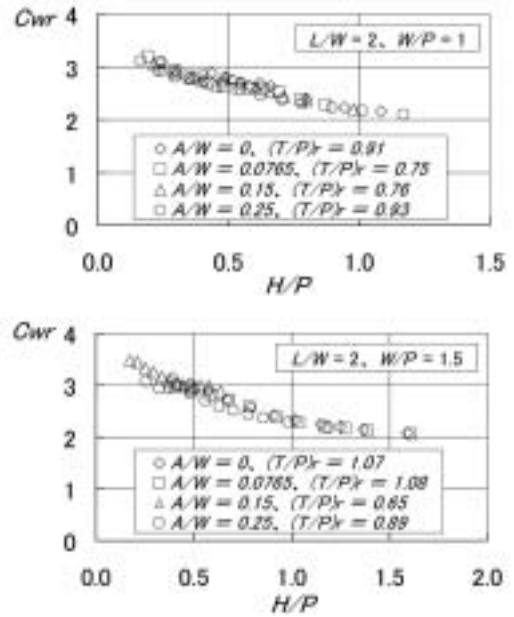 Cwr
4
3
2
1
0
L/W = 2、W/P = 1
○ A/W = 0、(T/P)r = 0.91
□ A/W = 0.0765、(T/P)r = 0.75
△ A/W = 0.15、(T/P)r = 0.76
□ A/W = 0.25、(T/P)r = 0.93
0.0 0.5 1.0 1.5
H/P
Cwr
4
3
2
1
0
L/W = 2、W/P = 1.5
○ A/W = 0、(T/P)r = 1.07
□ A/W = 0.0765、(T/P)r = 1.08
△ A/W = 0.15、(T/P)r = 0.65
○ A/W = 0.25、(T/P)r = 0.89
0.0 0.5 1.0 1.5 2.0
H/P